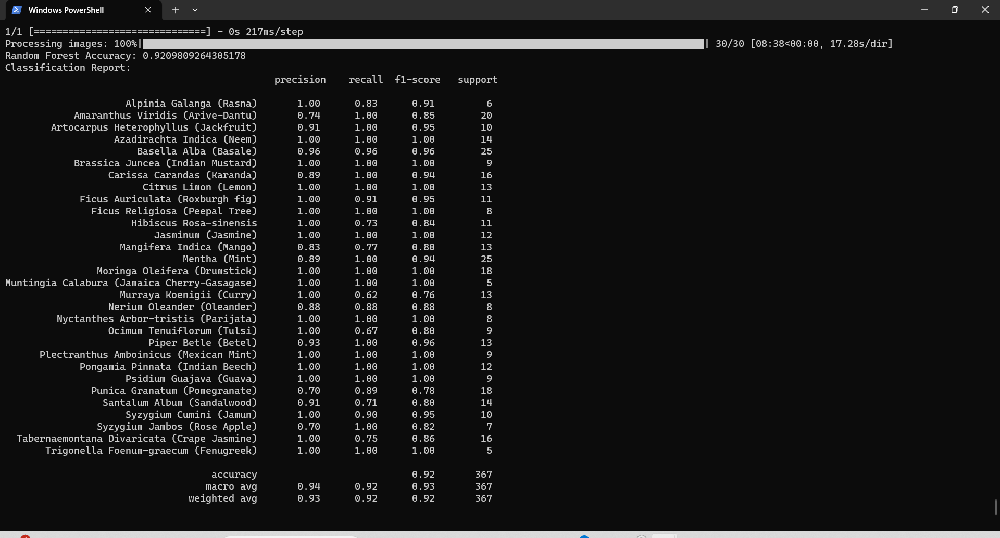 Windows PowerShell
1/1 [==============================] - 0s 217ms/step
Processing images: 100%| | 30/30 [08:38<00:00, 17.28s/dir]
Random Forest Accuracy: 0.9209809264305178
Classification Report:
precision recall f1-score support
Alpinia Galanga (Rasna) 1.00 0.83 0.91 6
Amaranthus Viridis (Arive-Dantu) 0.74 1.00 0.85 20
Artocarpus Heterophyllus (Jackfruit) 0.91 1.00 0.95 10
Azadirachta Indica (Neem) 1.00 1.00 1.00 14
Basella Alba (Basale) 0.96 0.96 0.96 25
Brassica Juncea (Indian Mustard) 1.00 1.00 1.00 9
Carissa Carandas (Karanda) 0.89 1.00 0.94 16
Citrus Limon (Lemon) 1.00 1.00 1.00 13
Ficus Auriculata (Roxburgh fig) 1.00 0.91 0.95 11
Ficus Religiosa (Peepal Tree) 1.00 1.00 1.00 8
Hibiscus Rosa-sinensis 1.00 0.73 0.84 11
Jasminum (Jasmine) 1.00 1.00 1.00 12
Mangifera Indica (Mango) 0.83 0.77 0.80 13
Mentha (Mint) 0.89 1.00 0.94 25
Moringa Oleifera (Drumstick) 1.00 1.00 1.00 18
Muntingia Calabura (Jamaica Cherry-Gasagase) 1.00 1.00 1.00 5
Murraya Koenigii (Curry) 1.00 0.62 0.76 13
Nerium Oleander (Oleander) 0.88 0.88 0.88 8
Nyctanthes Arbor-tristis (Parijata) 1.00 1.00 1.00 8
Ocimum Tenuiflorum (Tulsi) 1.00 0.67 0.80 9
Piper Betle (Betel) 0.93 1.00 0.96 13
Plectranthus Amboinicus (Mexican Mint) 1.00 1.00 1.00 9
Pongamia Pinnata (Indian Beech) 1.00 1.00 1.00 12
Psidium Guajava (Guava) 1.00 1.00 1.00 9
Punica Granatum (Pomegranate) 0.70 0.89 0.78 18
Santalum Album (Sandalwood) 0.91 0.71 0.80 14
Syzygium Cumini (Jamun) 1.00 0.90 0.95 10
Syzygium Jambos (Rose Apple) 0.70 1.00 0.82 7
Tabernaemontana Divaricata (Crape Jasmine) 1.00 0.75 0.86 16
Trigonella Foenum-graecum (Fenugreek) 1.00 1.00 1.00 5
accuracy 0.92 367
macro avg 0.94 0.92 0.93 367
weighted avg 0.93 0.92 0.92 367